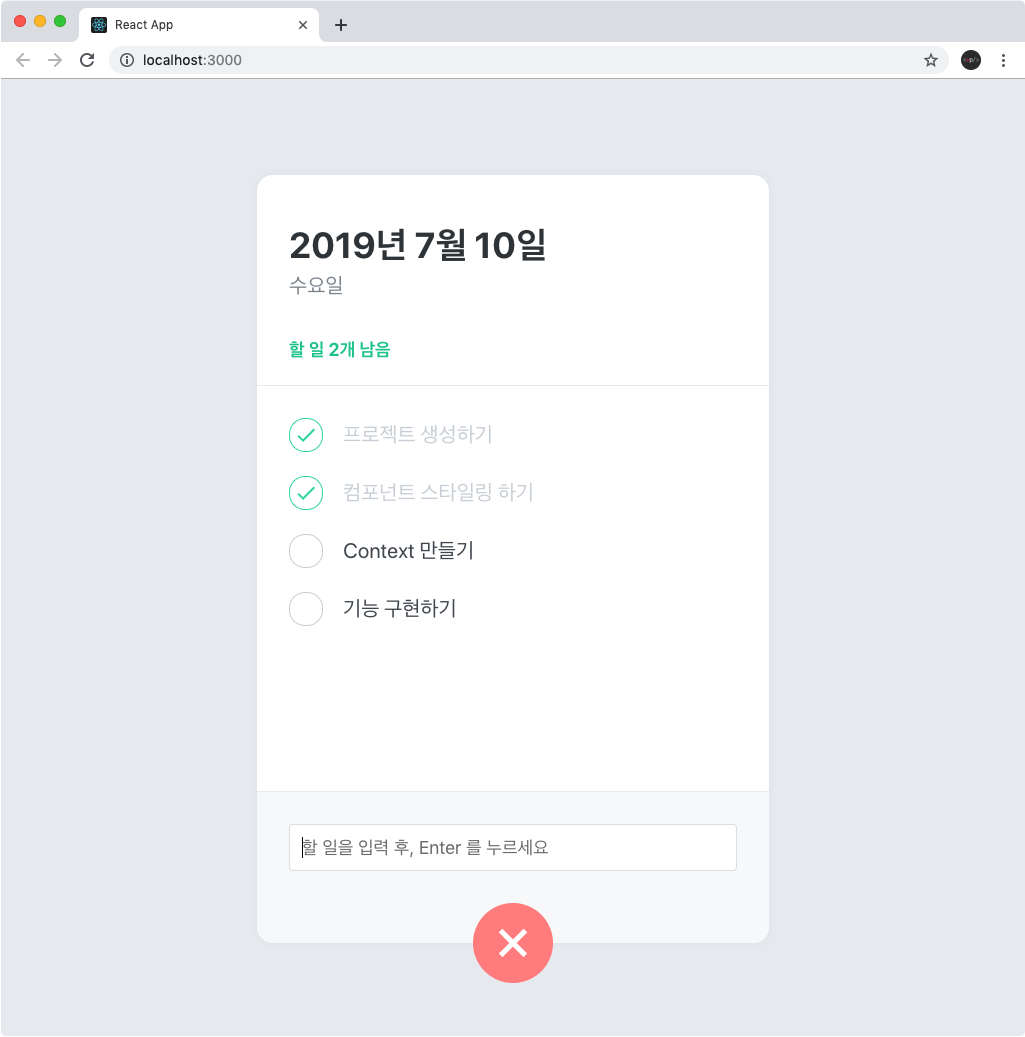 React App
localhost:3000
2019년 7월 10일
수요일
할 일 2개 남음
프로젝트 생성하기
컴포넌트 스타일링 하기
Context 만들기
기능 구현하기
할 일을 입력 후, Enter 를 누르세요